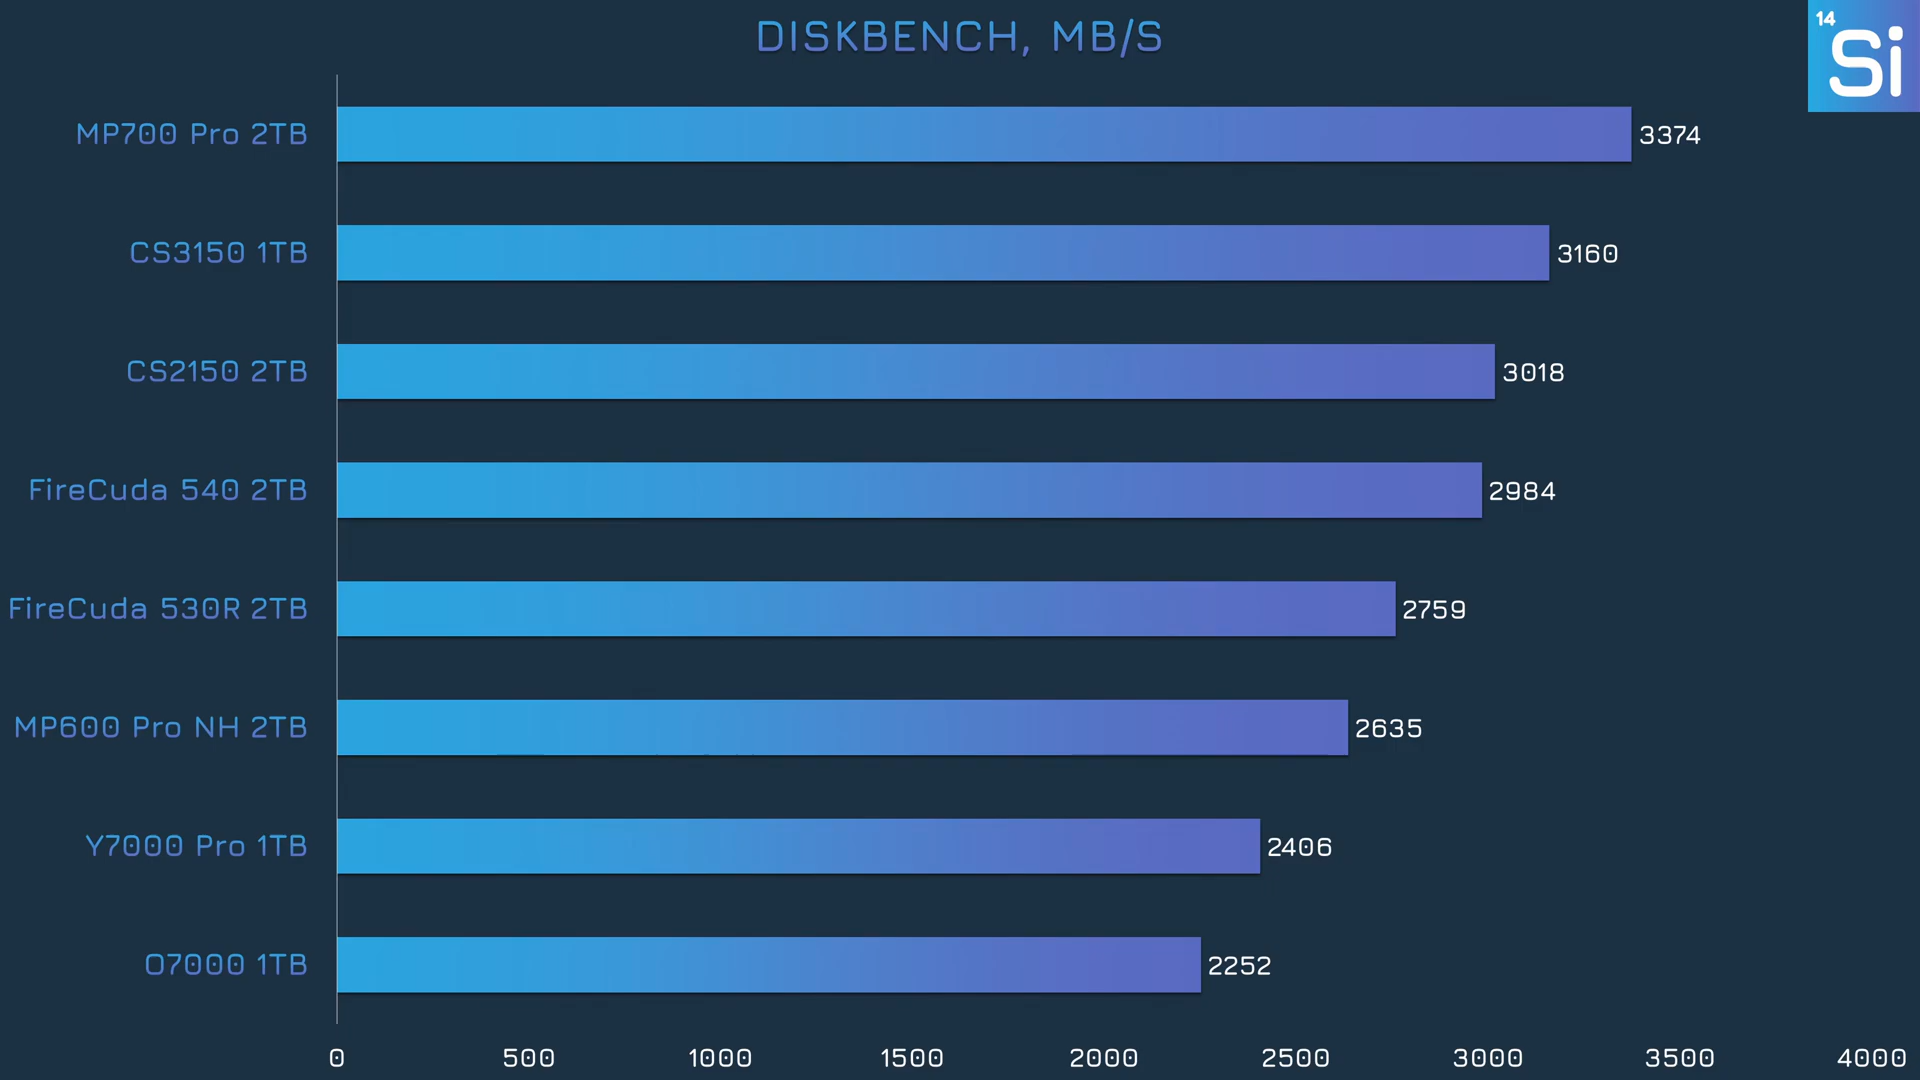 DISKBENCH, MB/S
14
Si
MP700 Pro 2TB 3374
CS3150 1TB 3160
CS2150 2TB 3018
FireCuda 540 2TB 2984
FireCuda 530R 2TB 2759
MP600 Pro NH 2TB 2635
Y7000 Pro 1TB 2406
O7000 1TB 2252
0 500 1000 1500 2000 2500 3000 3500 4000